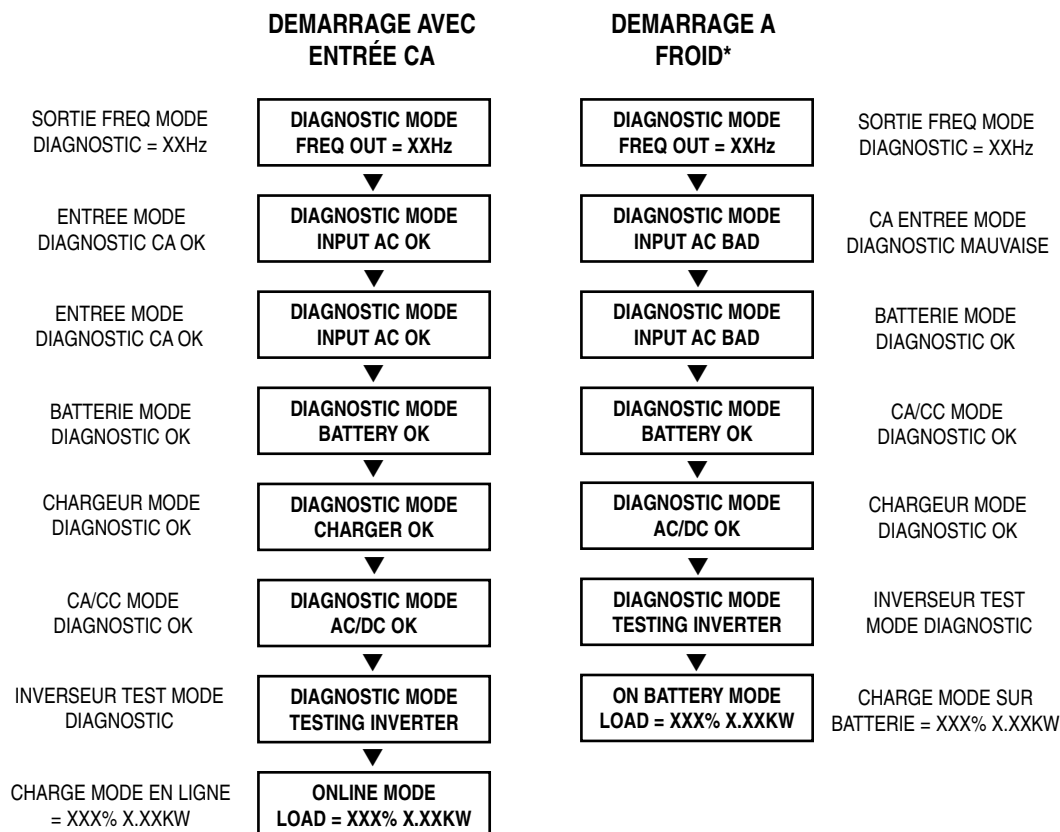 DEMARRAGE AVEC
ENTRÉE CA
DEMARRAGE A
FROID*
SORTIE FREQ MODE
DIAGNOSTIC = XXHz
DIAGNOSTIC MODE
FREQ OUT = XXHz
DIAGNOSTIC MODE
FREQ OUT = XXHz
SORTIE FREQ MODE
DIAGNOSTIC = XXHz
ENTREE MODE
DIAGNOSTIC CA OK
DIAGNOSTIC MODE
INPUT AC OK
DIAGNOSTIC MODE
INPUT AC BAD
CA ENTREE MODE
DIAGNOSTIC MAUVAISE
ENTREE MODE
DIAGNOSTIC CA OK
DIAGNOSTIC MODE
INPUT AC OK
DIAGNOSTIC MODE
INPUT AC BAD
BATTERIE MODE
DIAGNOSTIC OK
BATTERIE MODE
DIAGNOSTIC OK
DIAGNOSTIC MODE
BATTERY OK
DIAGNOSTIC MODE
BATTERY OK
CA/CC MODE
DIAGNOSTIC OK
CHARGEUR MODE
DIAGNOSTIC OK
DIAGNOSTIC MODE
CHARGER OK
DIAGNOSTIC MODE
AC/DC OK
CHARGEUR MODE
DIAGNOSTIC OK
CA/CC MODE
DIAGNOSTIC OK
DIAGNOSTIC MODE
AC/DC OK
DIAGNOSTIC MODE
TESTING INVERTER
INVERSEUR TEST
MODE DIAGNOSTIC
INVERSEUR TEST MODE
DIAGNOSTIC
DIAGNOSTIC MODE
TESTING INVERTER
ON BATTERY MODE
LOAD = XXX% X.XXKW
CHARGE MODE SUR
BATTERIE = XXX% X.XXKW
CHARGE MODE EN LIGNE
= XXX% X.XXKW
ONLINE MODE
LOAD = XXX% X.XXKW